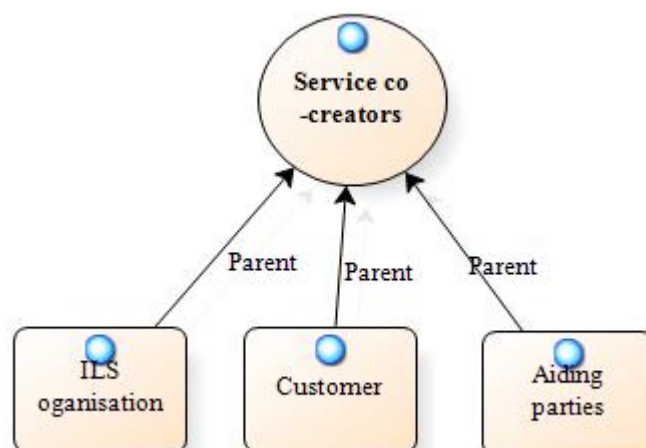 Service co
-creators
Parent
Parent
Parent
ILS
oganisation
Customer
Aiding
parties